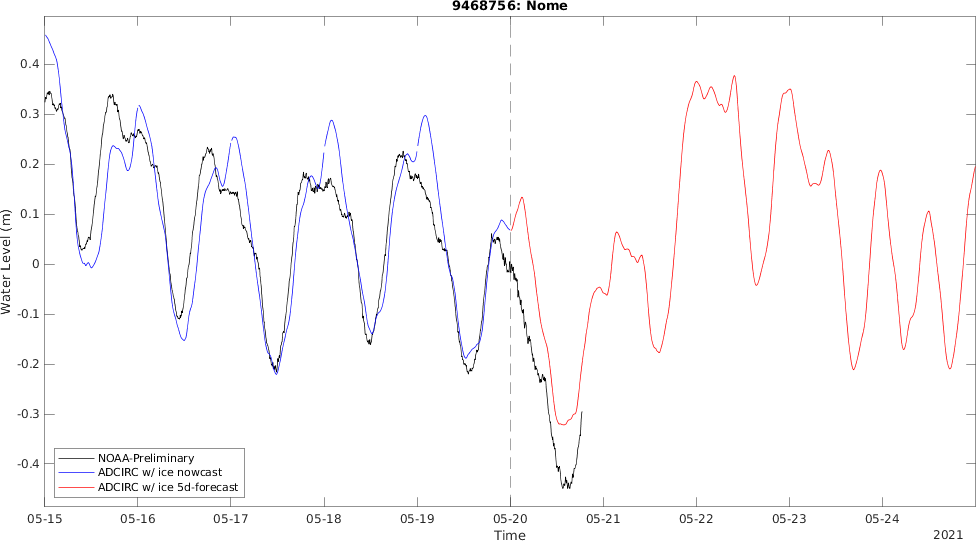 9468756: Nome
0.4
0.3
0.2
0.1
0
-0.1
-0.2
-0.3
-0.4
Water Level (m)
NOAA-Preliminary
ADCIRC w/ ice nowcast
ADCIRC w/ ice 5d-forecast
05-15 05-16 05-17 05-18 05-19 05-20 05-21 05-22 05-23 05-24
Time
2021